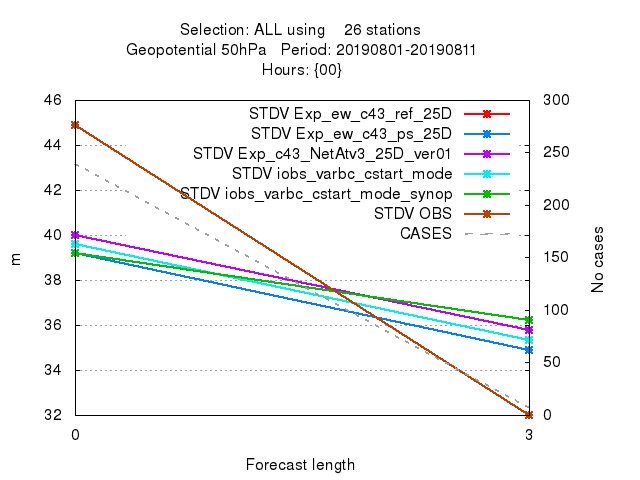 Selection: ALL using 26 stations
Geopotential 50hPa Period: 20190801-20190811
Hours: {00}
46 300
STDV Exp_ew_c43_ref_25D
STDV Exp_ew_c43_ps_25D
44 250
STDV Exp_c43_NetAtv3_25D_ver01
STDV iobs_varbc_cstart_mode
42 200
STDV iobs_varbc_cstart_mode_synop
STDV OBS
CASES
40
m
No cases
150
38
100
36
50
34
32 0
0 3
Forecast length